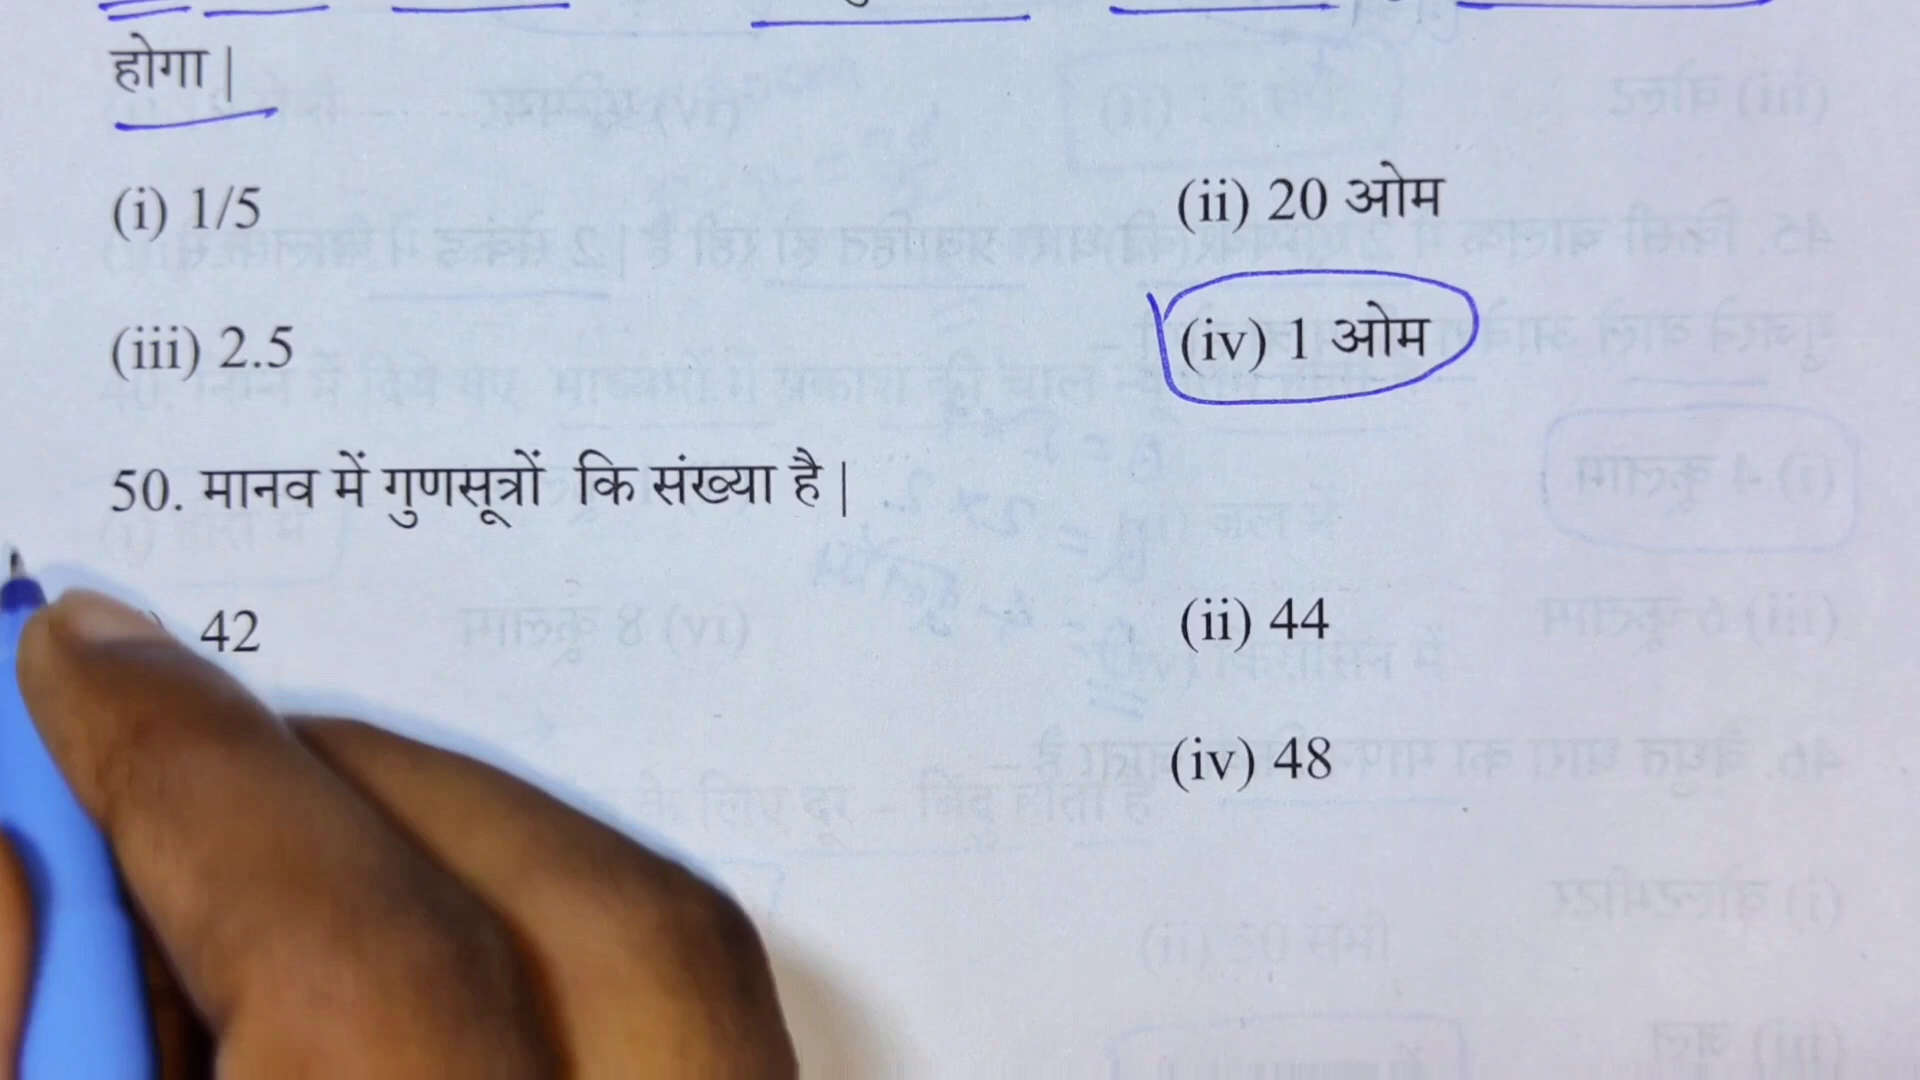 होगा |
(i) 1/5
(ii) 20 ओम
(iii) 2.5
(iv) 1 ओम
50. मानव में गुणसूत्रों कि संख्या है |
42
(ii) 44
(iv) 48